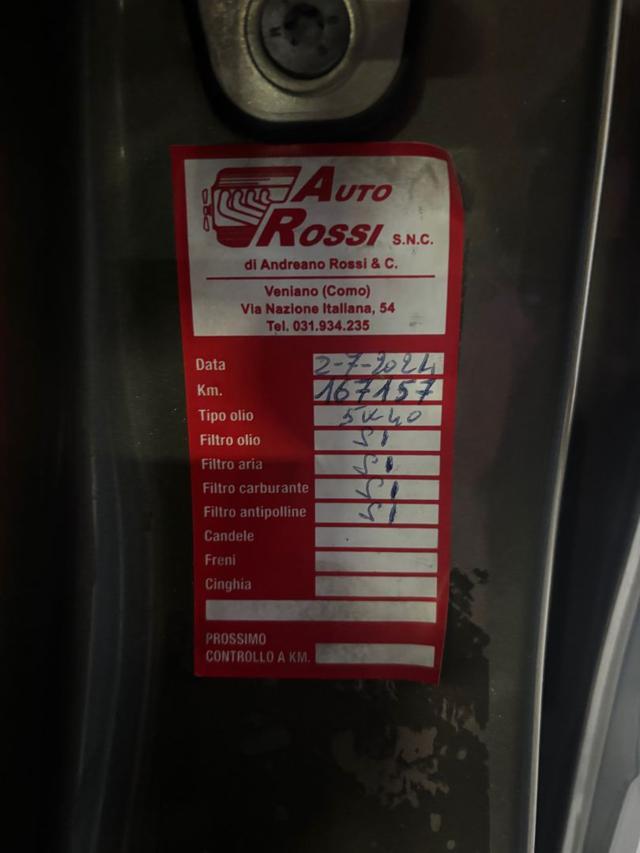 AUTO
ROSSI S.N.C.
di Andreano Rossi & C.
Veniano (Como)
Via Nazione Italiana, 54
Tel. 031.934.235
Data 2-7-2024
Km. 167157
Tipo olio 5W40
Filtro olio SI
Filtro aria SI
Filtro carburante SI
Filtro antipolline SI
Candele
Freni
Cinghia
PROSSIMO
CONTROLLO A KM.